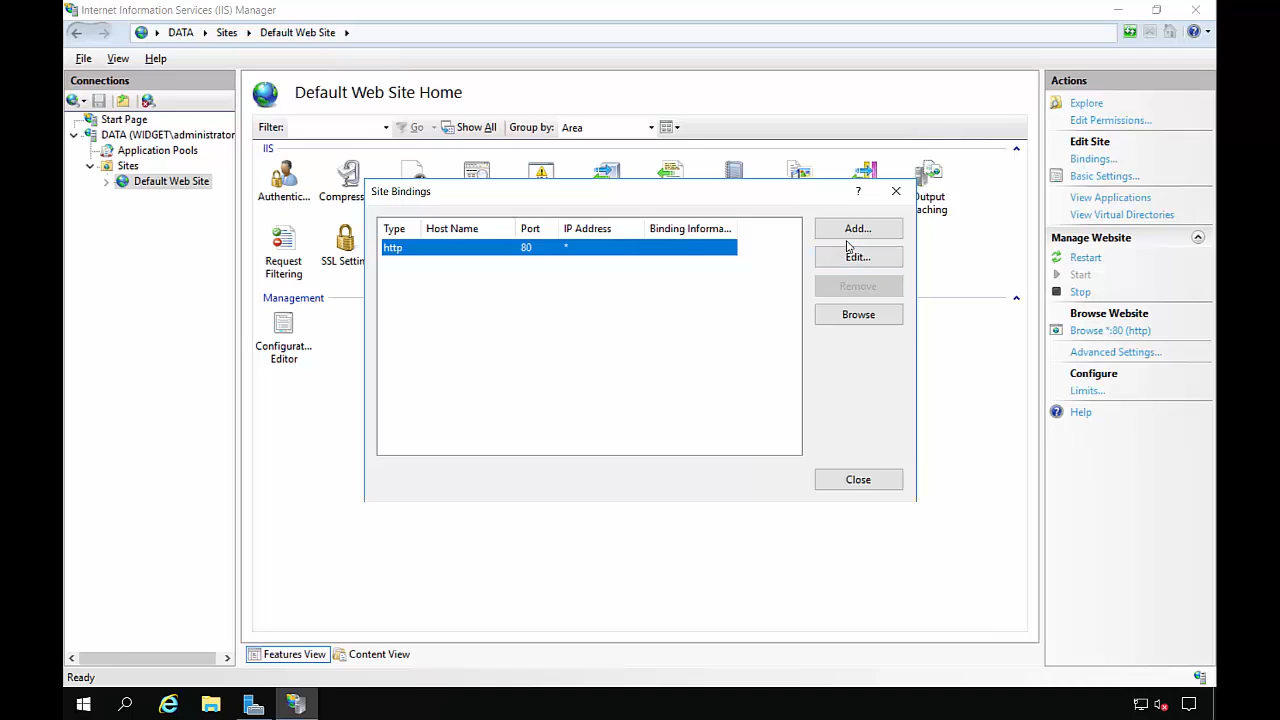 Internet Information Services (IIS) Manager
DATA
Sites
Default Web Site
File View Help
Connections
Start Page
DATA (WIDGET\administrator
Application Pools
Sites
Default Web Site
Default Web Site Home
Filter:
Go
Show All
Group by:
Area
IIS
Authentic...
Compress
Output
aching
Request
Filtering
SSL Settin
Management
Configurat...
Editor
Site Bindings
?
Type Host Name Port IP Address Binding Informa...
http 80 *
Add...
Edit...
Remove
Browse
Close
Features View
Content View
Actions
Explore
Edit Permissions...
Edit Site
Bindings...
Basic Settings...
View Applications
View Virtual Directories
Manage Website
Restart
Start
Stop
Browse Website
Browse *:80 (http)
Advanced Settings...
Configure
Limits...
Help
Ready